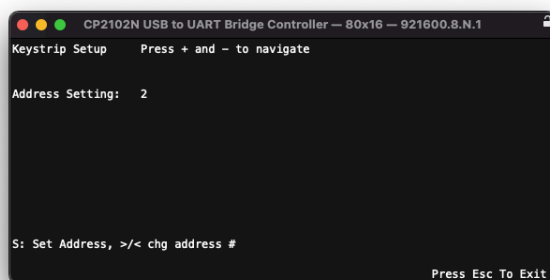 CP2102N USB to UART Bridge Controller — 80x16 — 921600.8.N.1
Keystrip Setup     Press + and - to navigate
Address Setting:   2
S: Set Address, >/< chg address #
Press Esc To Exit